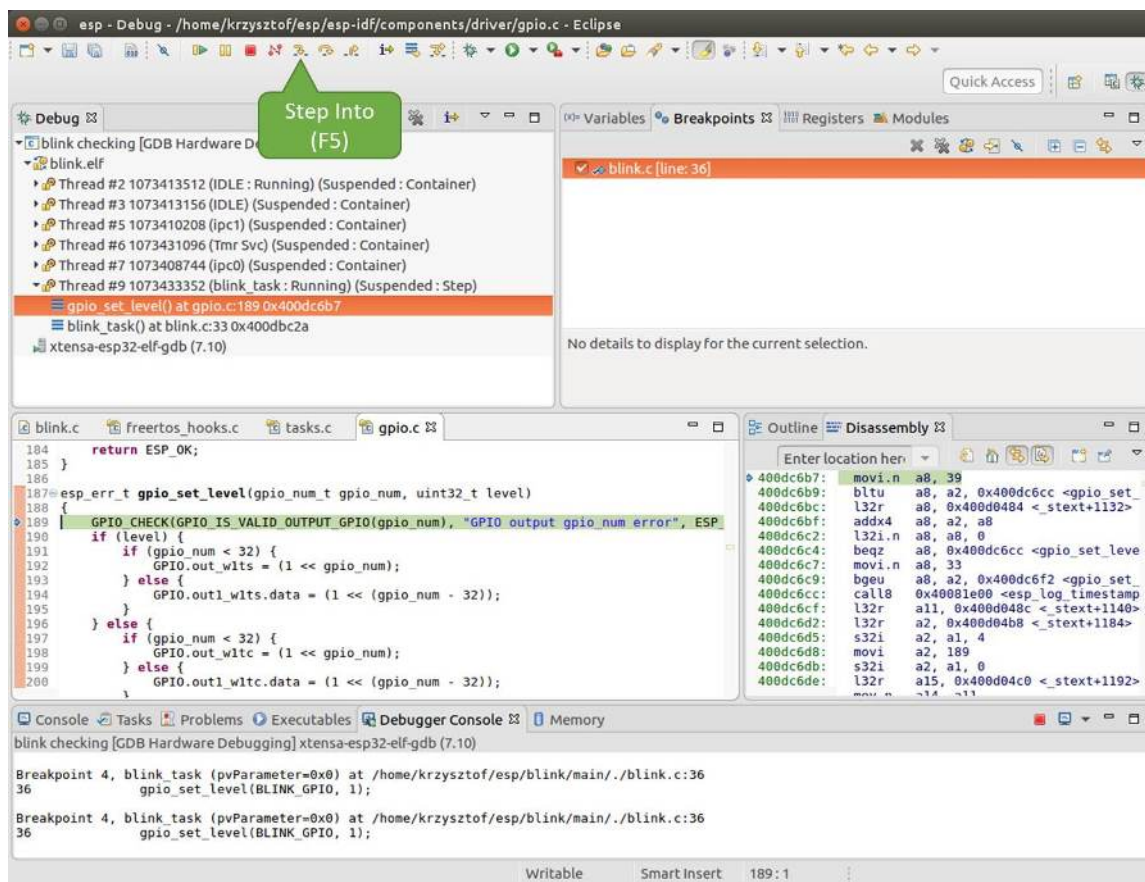 esp - Debug - /home/krzysztof/esp/esp-idf/components/driver/gpio.c - Eclipse
Quick Access
Step Into
(F5)
Debug
blink checking [GDB Hardware De
blink.elf
Thread #2 1073413512 (IDLE : Running) (Suspended : Container)
Thread #3 1073413156 (IDLE) (Suspended : Container)
Thread #5 1073410208 (ipc1) (Suspended : Container)
Thread #6 1073431096 (Tmr Svc) (Suspended : Container)
Thread #7 1073408744 (ipc0) (Suspended : Container)
Thread #9 1073433352 (blink_task : Running) (Suspended : Step)
gpio_set_level() at gpio.c:189 0x400dc6b7
blink_task() at blink.c:33 0x400dbc2a
xtensa-esp32-elf-gdb (7.10)
(x)= Variables Breakpoints Registers Modules
blink.c [line: 36]
No details to display for the current selection.
blink.c freertos_hooks.c tasks.c gpio.c
184 return ESP_OK;
185 }
186
187 esp_err_t gpio_set_level(gpio_num_t gpio_num, uint32_t level)
188 {
189 GPIO_CHECK(GPIO_IS_VALID_OUTPUT_GPIO(gpio_num), "GPIO output gpio_num error", ESP_
190 if (level) {
191 if (gpio_num < 32) {
192 GPIO.out_w1ts = (1 << gpio_num);
193 } else {
194 GPIO.out1_w1ts.data = (1 << (gpio_num - 32));
195 }
196 } else {
197 if (gpio_num < 32) {
198 GPIO.out_w1tc = (1 << gpio_num);
199 } else {
200 GPIO.out1_w1tc.data = (1 << (gpio_num - 32));
}
Outline Disassembly
Enter location her
400dc6b7: movi.n a8, 39
400dc6b9: bltu a8, a2, 0x400dc6cc <gpio_set_
400dc6bc: l32r a8, 0x400d0484 <_stext+1132>
400dc6bf: addx4 a8, a2, a8
400dc6c2: l32i.n a8, a8, 0
400dc6c4: beqz a8, 0x400dc6cc <gpio_set_leve
400dc6c7: movi.n a8, 33
400dc6c9: bgeu a8, a2, 0x400dc6f2 <gpio_set_
400dc6cc: call8 0x40081e00 <esp_log_timestamp
400dc6cf: l32r a11, 0x400d048c <_stext+1140>
400dc6d2: l32r a2, 0x400d04b8 <_stext+1184>
400dc6d5: s32i a2, a1, 4
400dc6d8: movi a2, 189
400dc6db: s32i a2, a1, 0
400dc6de: l32r a15, 0x400d04c0 <_stext+1192>
mov.n a14, a11
Console Tasks Problems Executables Debugger Console Memory
blink checking [GDB Hardware Debugging] xtensa-esp32-elf-gdb (7.10)
Breakpoint 4, blink_task (pvParameter=0x0) at /home/krzysztof/esp/blink/main/./blink.c:36
36 gpio_set_level(BLINK_GPIO, 1);
Breakpoint 4, blink_task (pvParameter=0x0) at /home/krzysztof/esp/blink/main/./blink.c:36
36 gpio_set_level(BLINK_GPIO, 1);
Writable Smart Insert 189 : 1